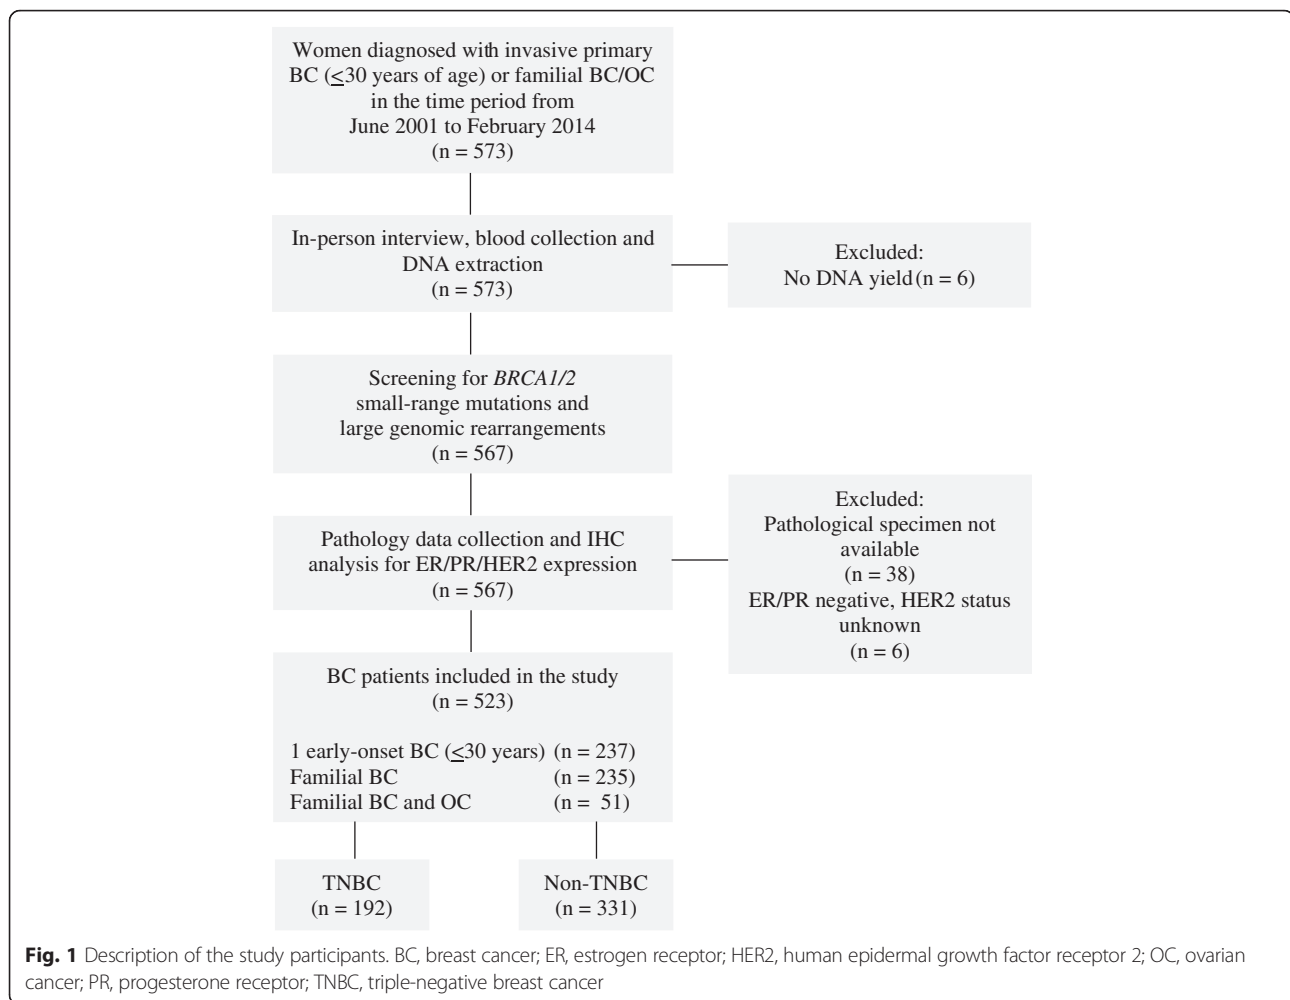 Women diagnosed with invasive primary
BC (≤30 years of age) or familial BC/OC
in the time period from
June 2001 to February 2014
(n = 573)
In-person interview, blood collection and
DNA extraction
(n = 573)
Excluded:
No DNA yield (n = 6)
Screening for BRCA1/2
small-range mutations and
large genomic rearrangements
(n = 567)
Pathology data collection and IHC
analysis for ER/PR/HER2 expression
(n = 567)
Excluded:
Pathological specimen not
available
(n = 38)
ER/PR negative, HER2 status
unknown
(n = 6)
BC patients included in the study
(n = 523)
1 early-onset BC (≤30 years) (n = 237)
Familial BC (n = 235)
Familial BC and OC (n = 51)
TNBC
(n = 192)
Non-TNBC
(n = 331)
Fig. 1 Description of the study participants. BC, breast cancer; ER, estrogen receptor; HER2, human epidermal growth factor receptor 2; OC, ovarian
cancer; PR, progesterone receptor; TNBC, triple-negative breast cancer